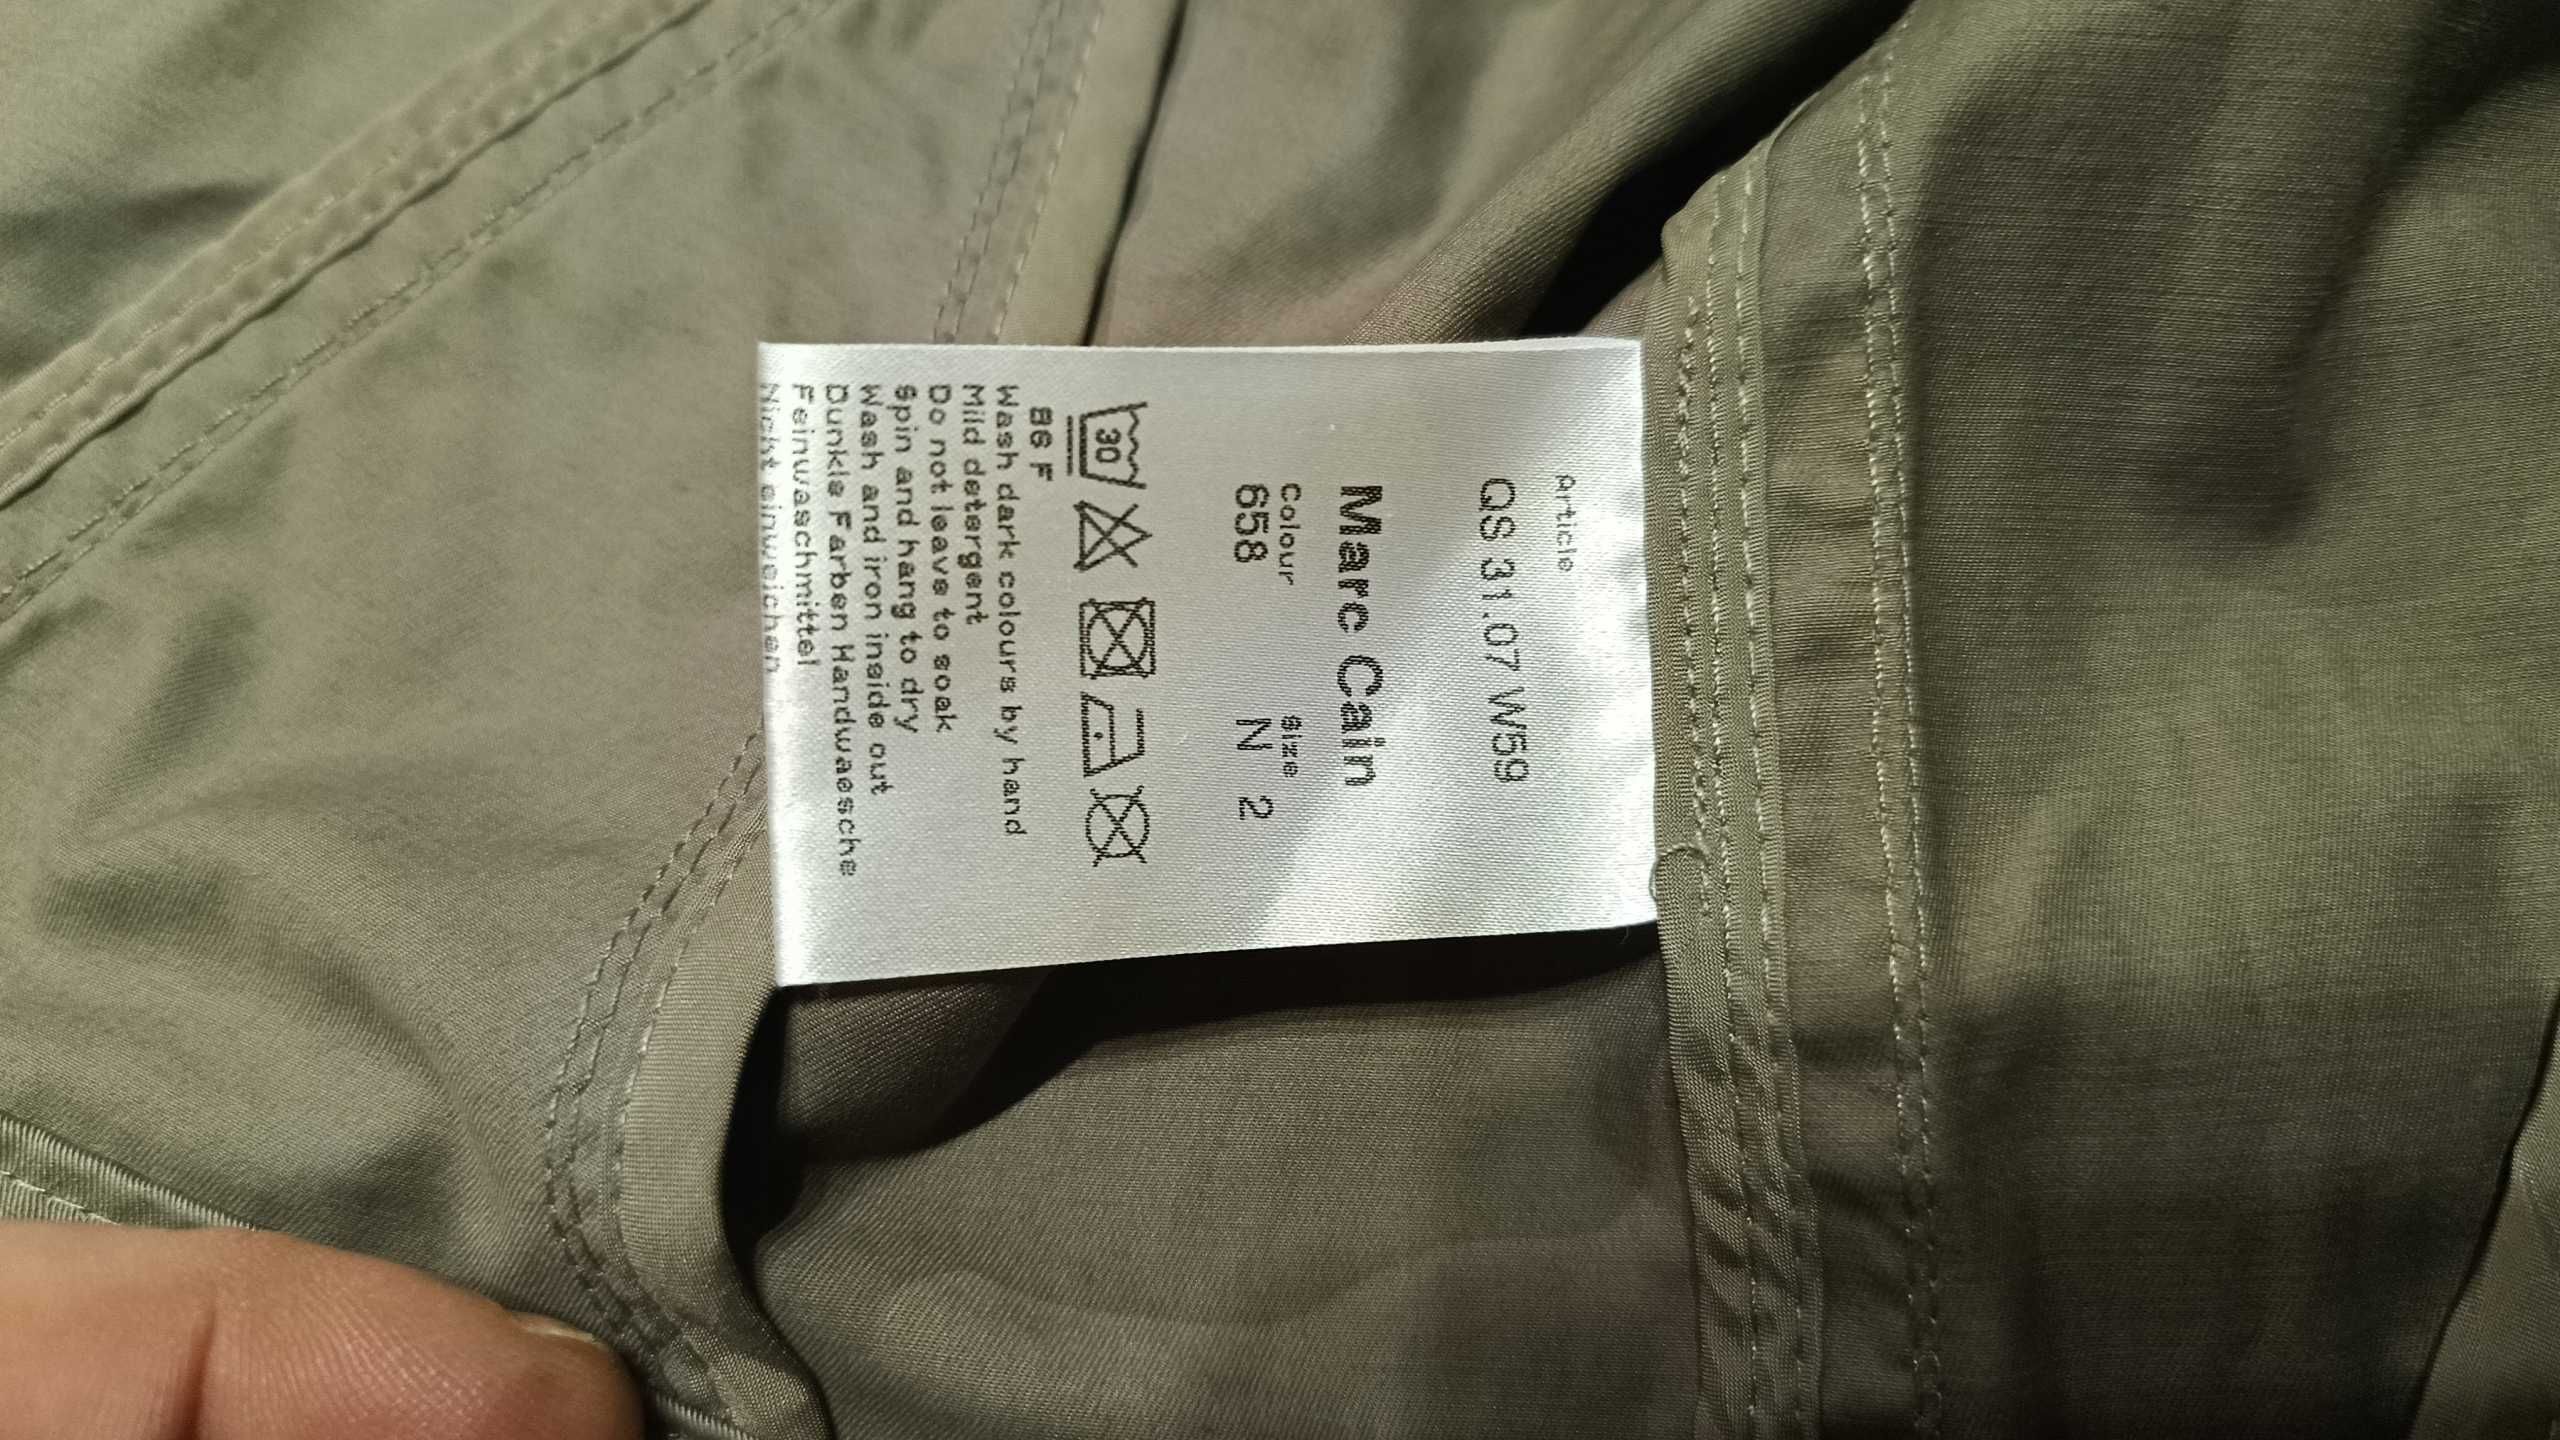 Article
QS 31.07 W59
Marc Cain
Colour Size
658 N 2
30
86 F
Wash dark colours by hand
Mild detergent
Do not leave to soak
Spin and hang to dry
Wash and iron inside out
Dunkle Farben Handwaesche
Feinwaschmittel
Nicht einweichen